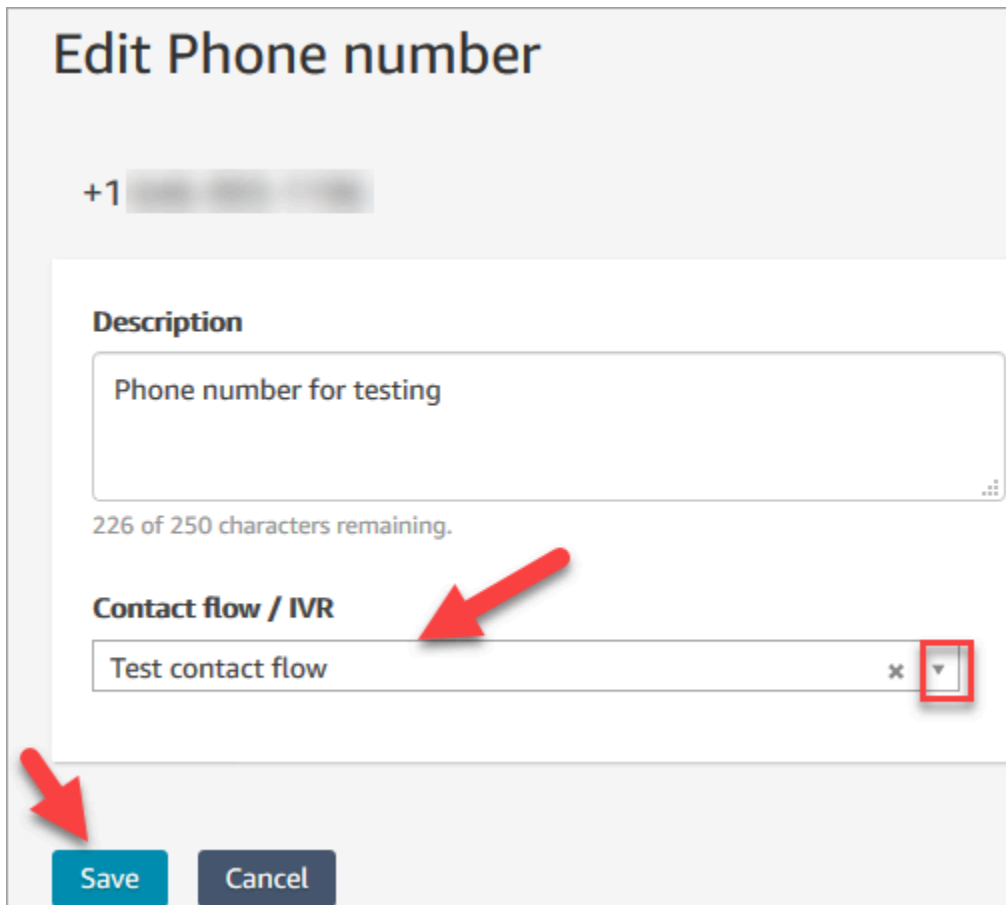 Edit Phone number
+1
Description
Phone number for testing
226 of 250 characters remaining.
Contact flow / IVR
Test contact flow
Save
Cancel